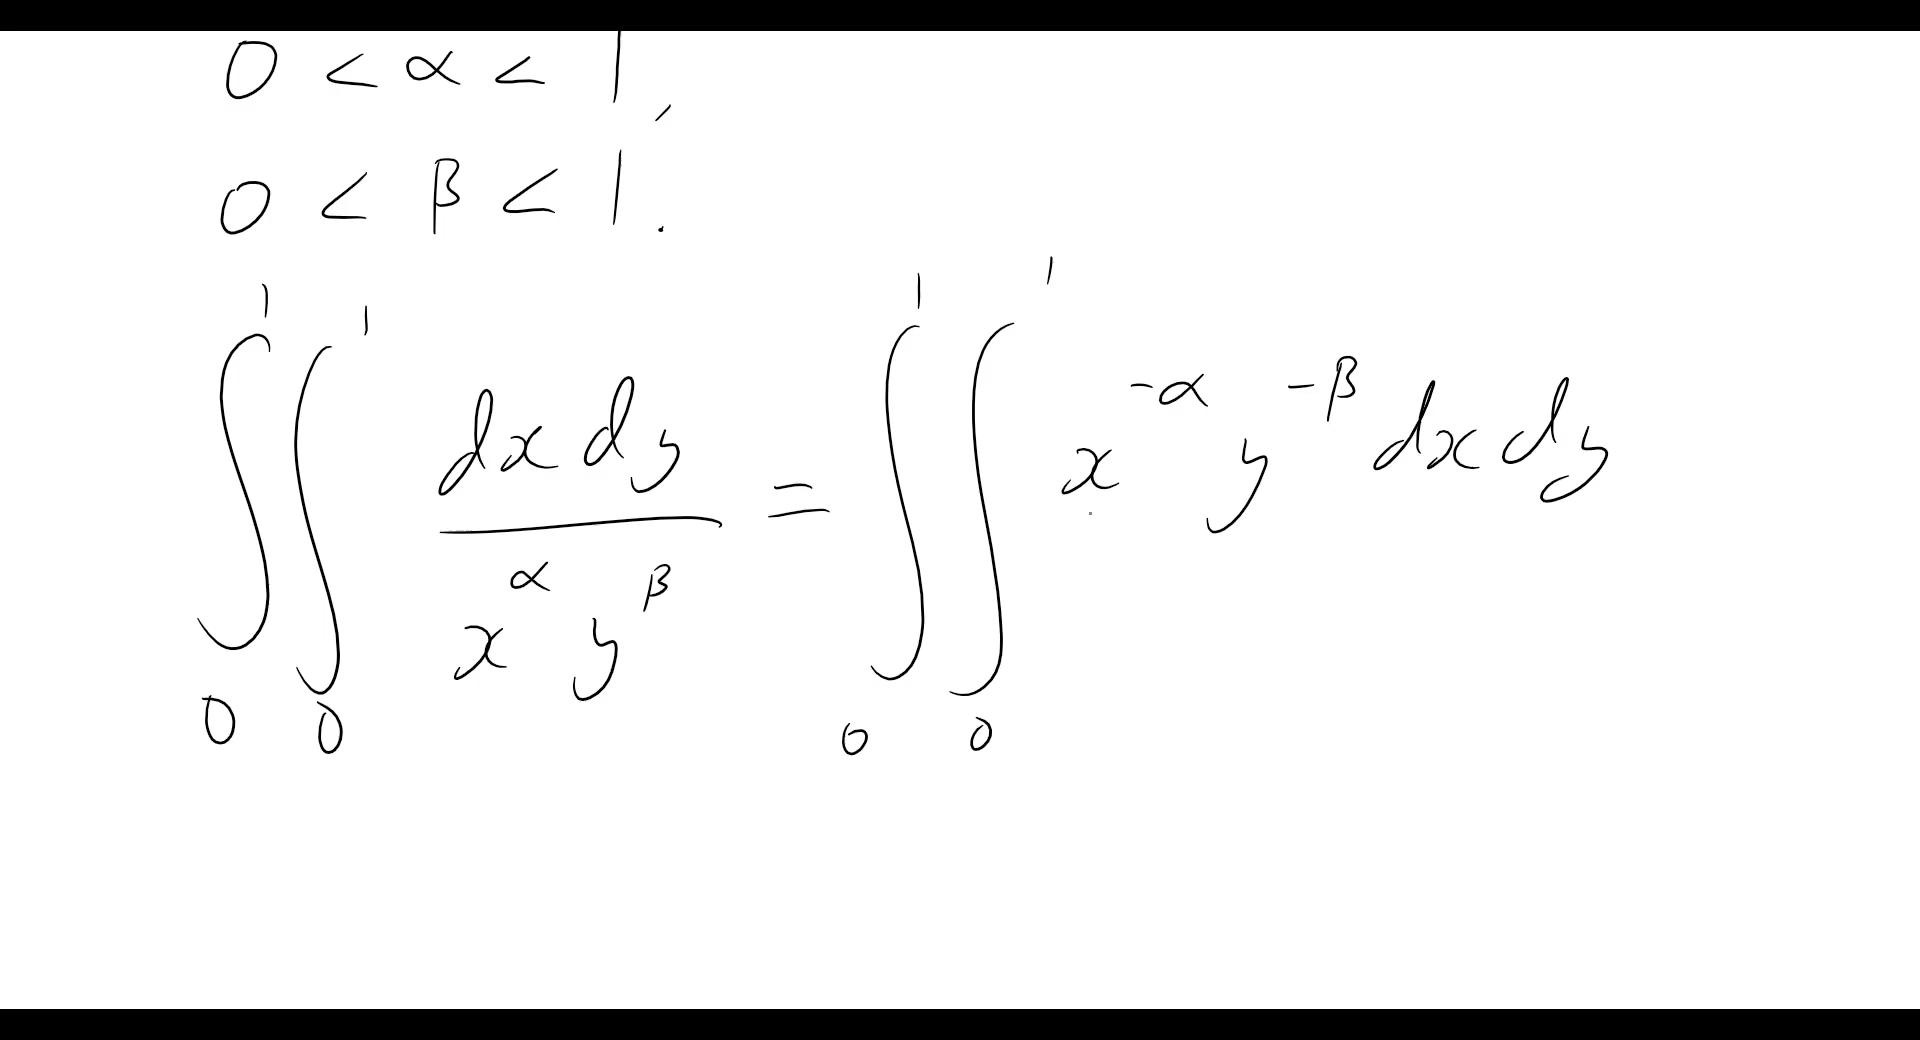 0 < α < 1,
0 < β < 1.
∫₀¹ ∫₀¹ dx dy / x^α y^β = ∫₀¹ ∫₀¹ x^-α y^-β dx dy